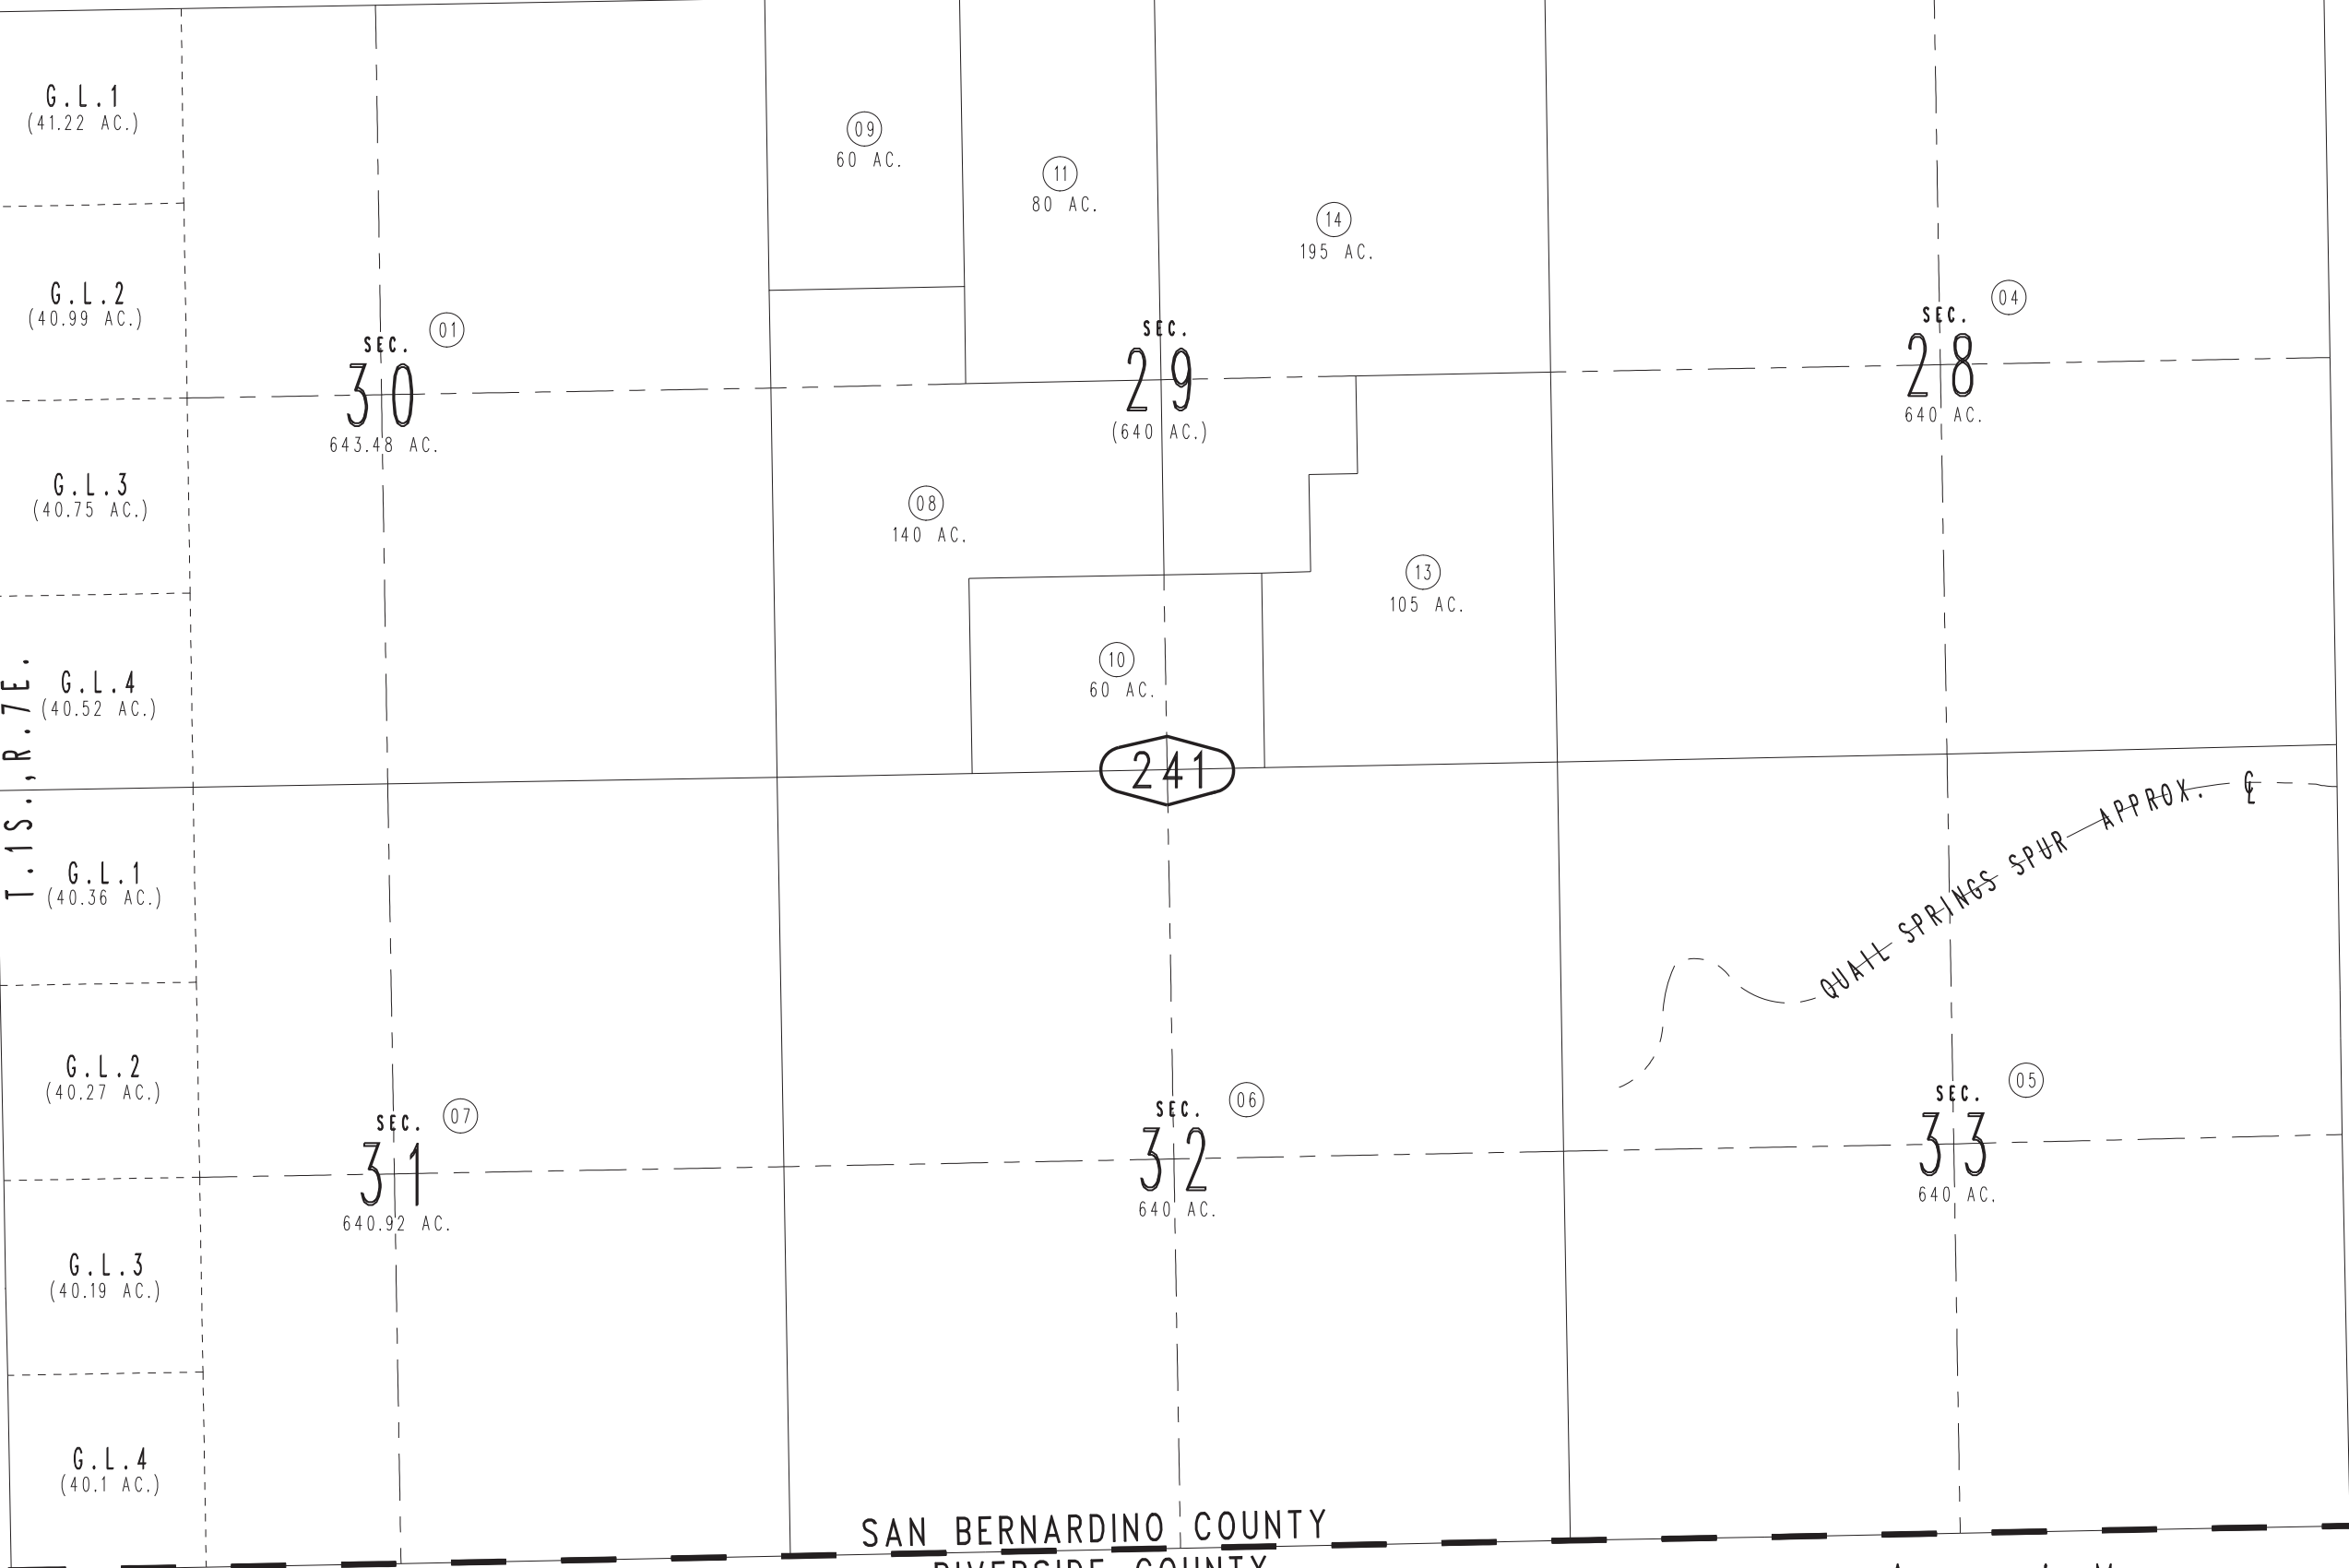 G.L.1
(41.22 AC.)
09
60 AC.
11
80 AC.
14
195 AC.
G.L.2
(40.99 AC.)
SEC.
30
01
643.48 AC.
SEC.
29
(640 AC.)
SEC.
28
04
640 AC.
G.L.3
(40.75 AC.)
08
140 AC.
13
105 AC.
10
60 AC.
G.L.4
(40.52 AC.)
T.1S.,R.7E.
241
QUAIL SPRINGS SPUR APPROX. ℄
G.L.1
(40.36 AC.)
G.L.2
(40.27 AC.)
SEC.
31
07
640.92 AC.
SEC.
32
06
640 AC.
SEC.
33
05
640 AC.
G.L.3
(40.19 AC.)
G.L.4
(40.1 AC.)
SAN BERNARDINO COUNTY
RIVERSIDE COUNTY